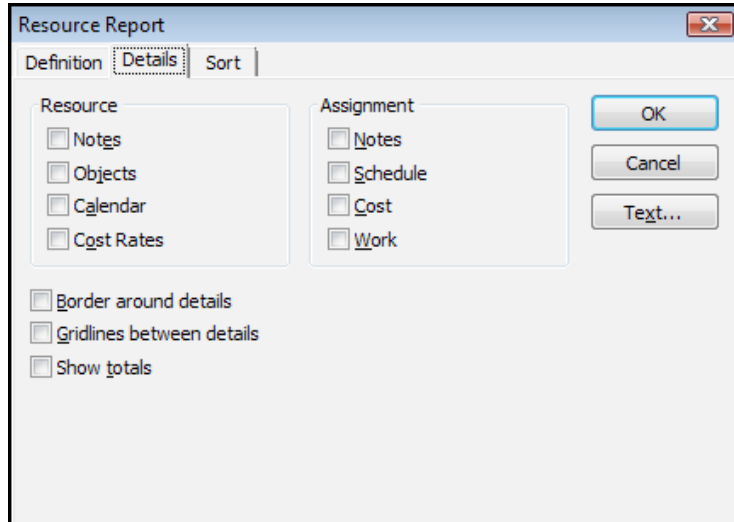 Resource Report
Definition Details Sort
Resource
Notes
Objects
Calendar
Cost Rates
Assignment
Notes
Schedule
Cost
Work
OK
Cancel
Text...
Border around details
Gridlines between details
Show totals